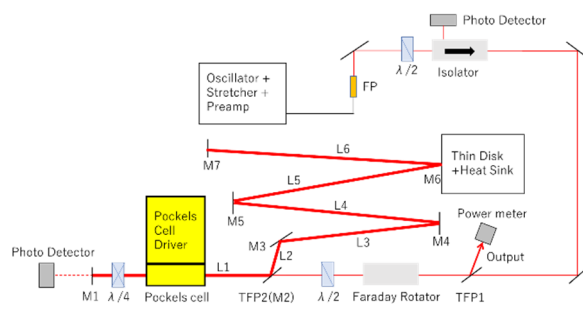 Photo Detector
λ/2
Isolator
Oscillator +
Stretcher +
Preamp
FP
L6
M7
M6
Thin Disk
+Heat Sink
L5
M5
L4
Pockels
Cell
Driver
Power meter
M3
L3
M4
Photo Detector
L1
L2
Output
M1
λ/4
Pockels cell
TFP2(M2)
λ/2
Faraday Rotator
TFP1